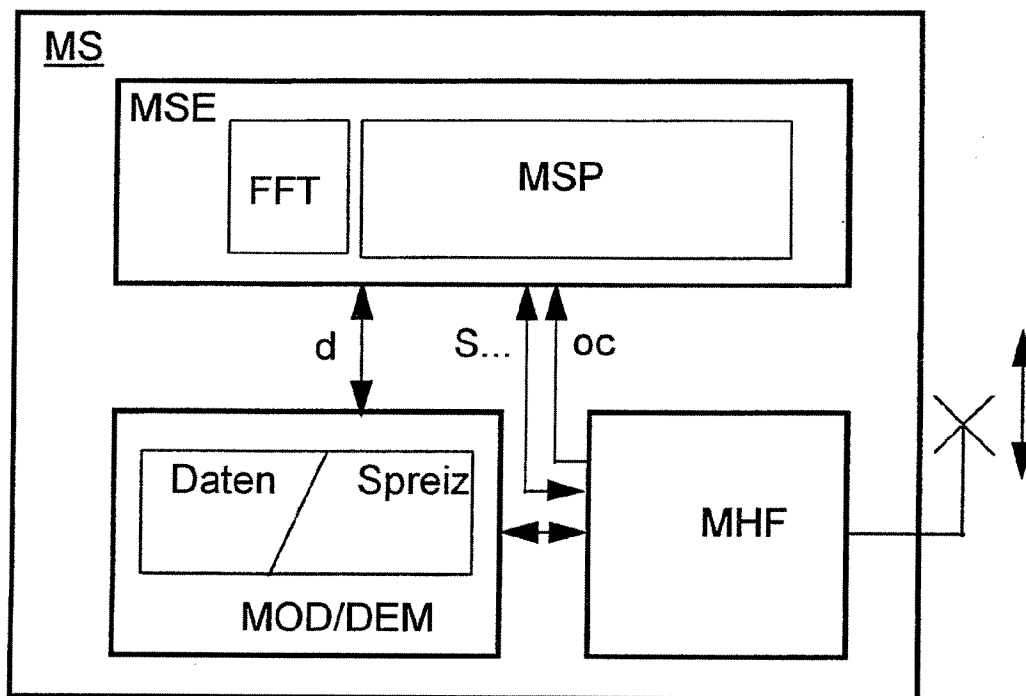 MS
MSE
FFT
MSP
d
S...
oc
Daten
Spreiz
MHF
MOD/DEM